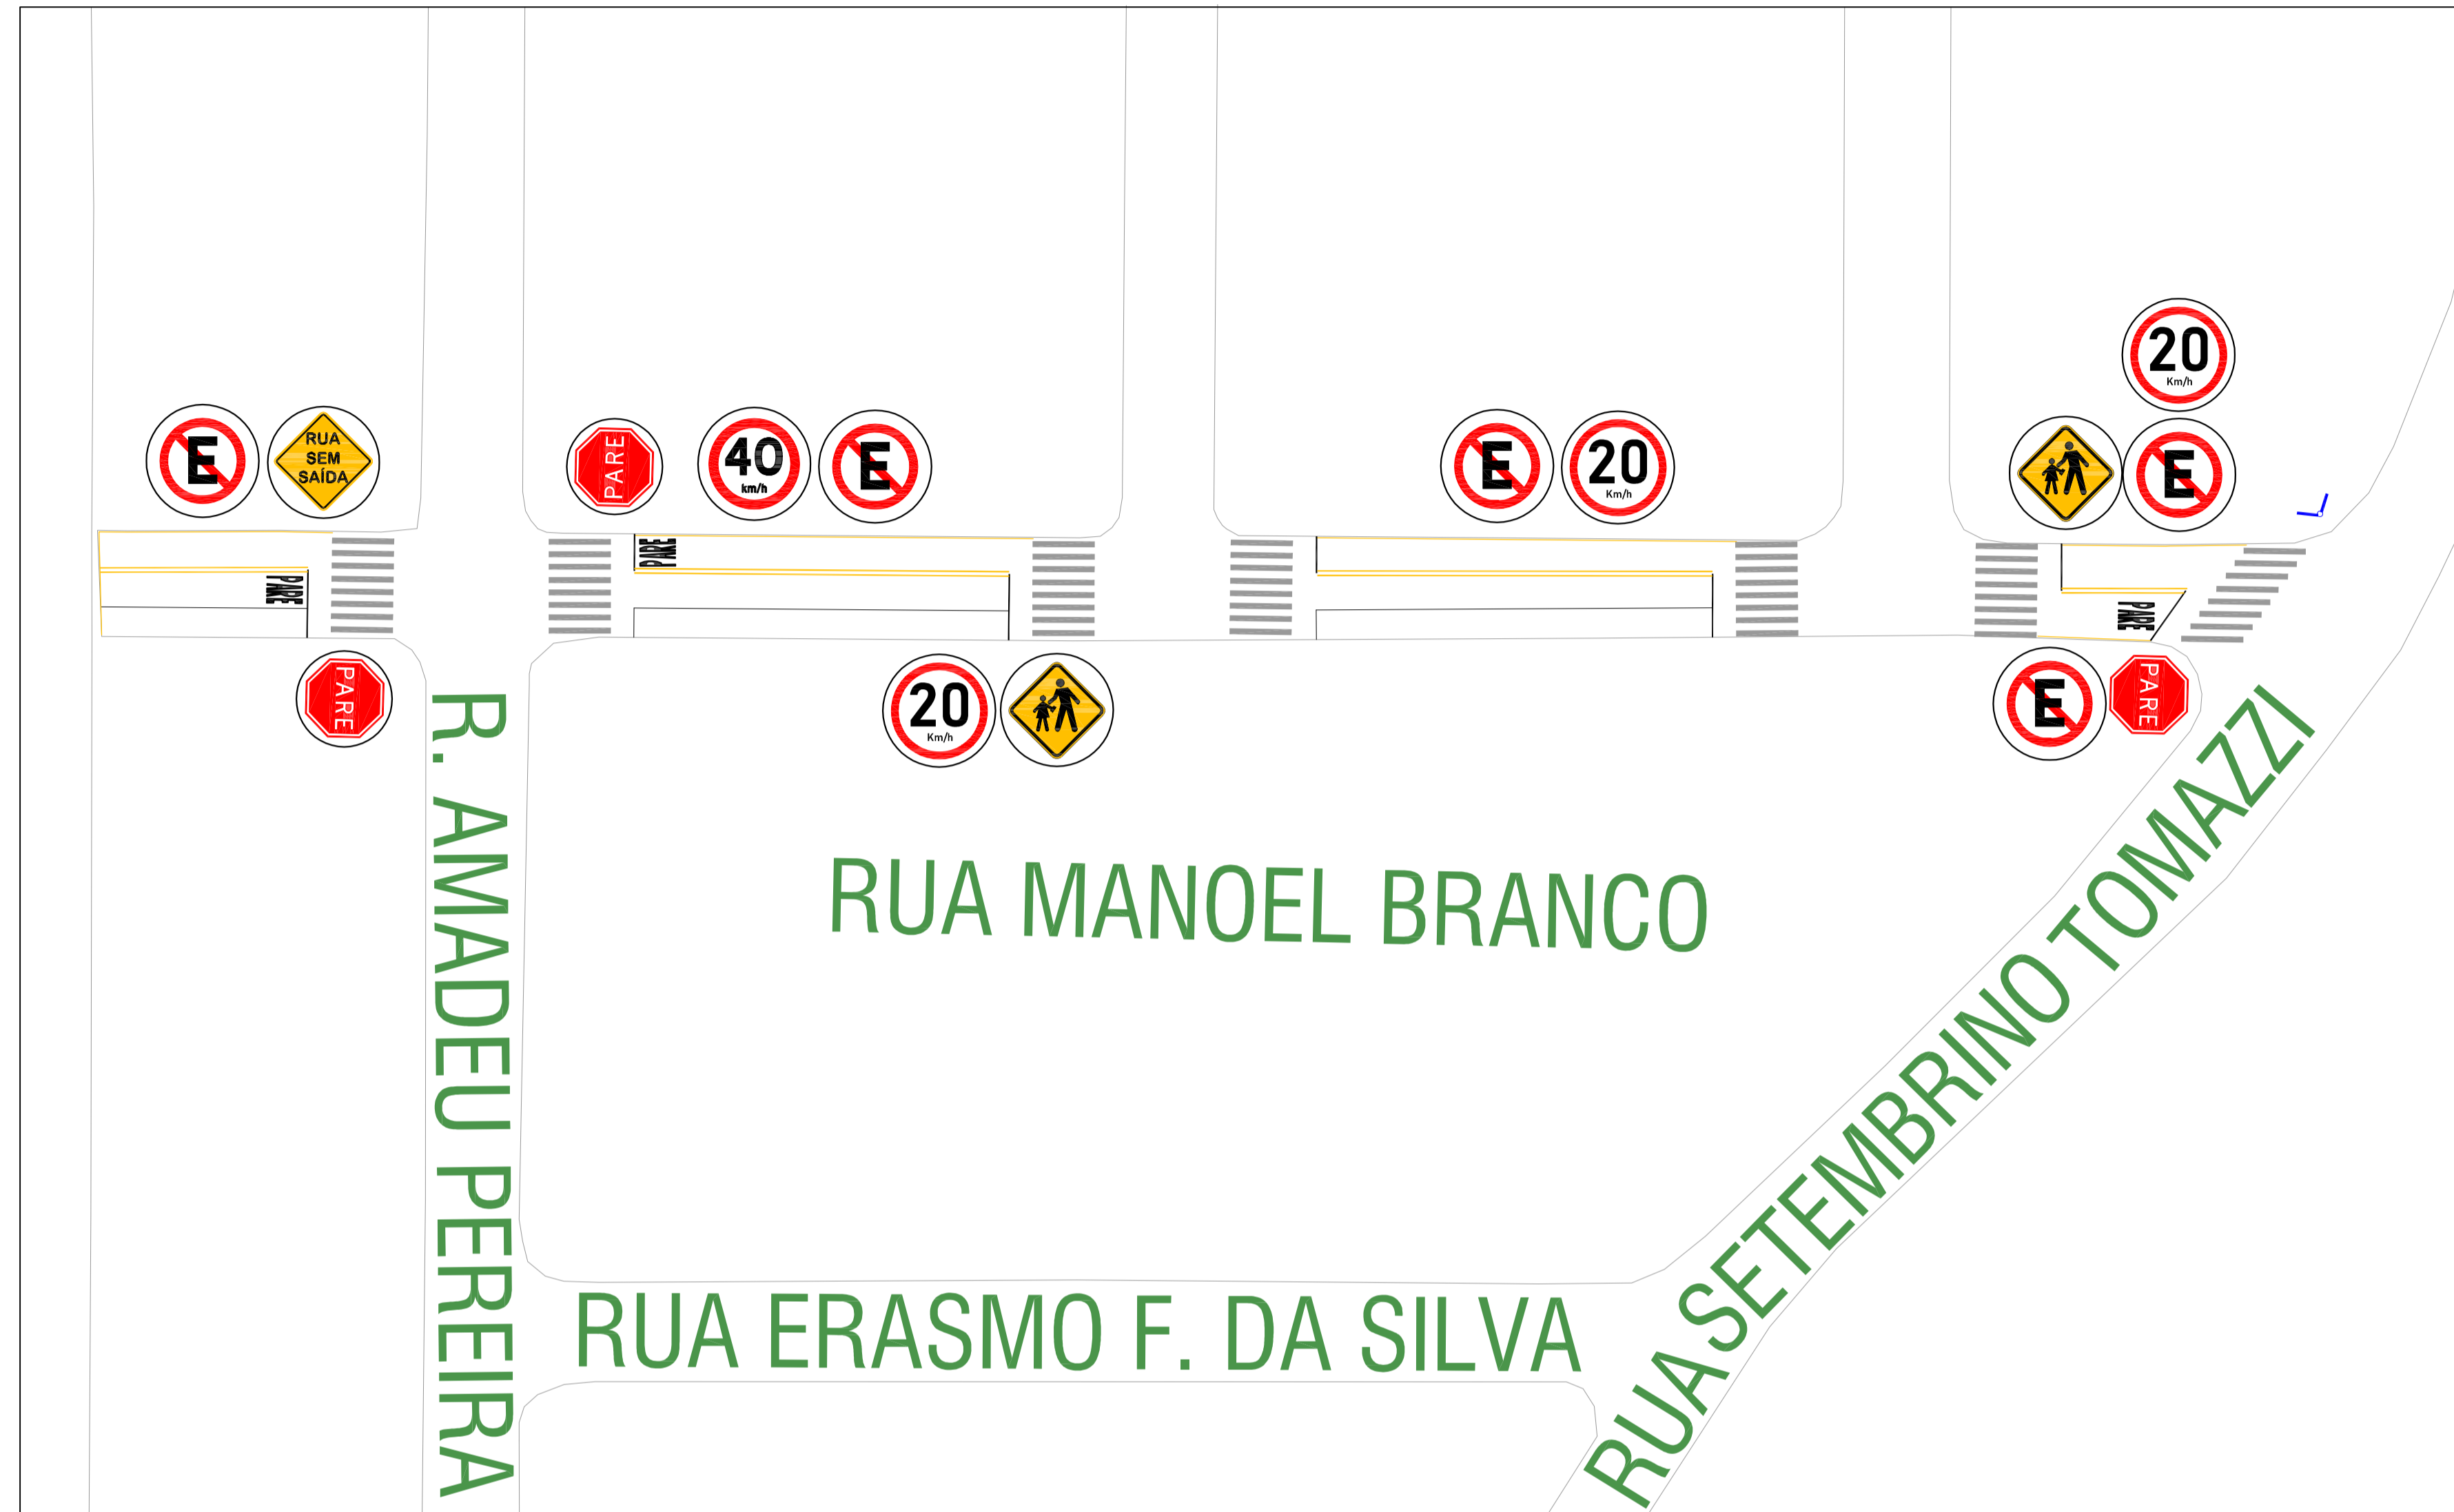 20
Km/h
E
RUA
SEM
SAÍDA
PARE
40
km/h
E
E
20
Km/h
E
PARE
PARE
PARE
PARE
20
Km/h
E
PARE
R. AMADEU PEREIRA
RUA MANOEL BRANCO
RUA SETEMBRINO TOMAZZI
RUA ERASMO F. DA SILVA